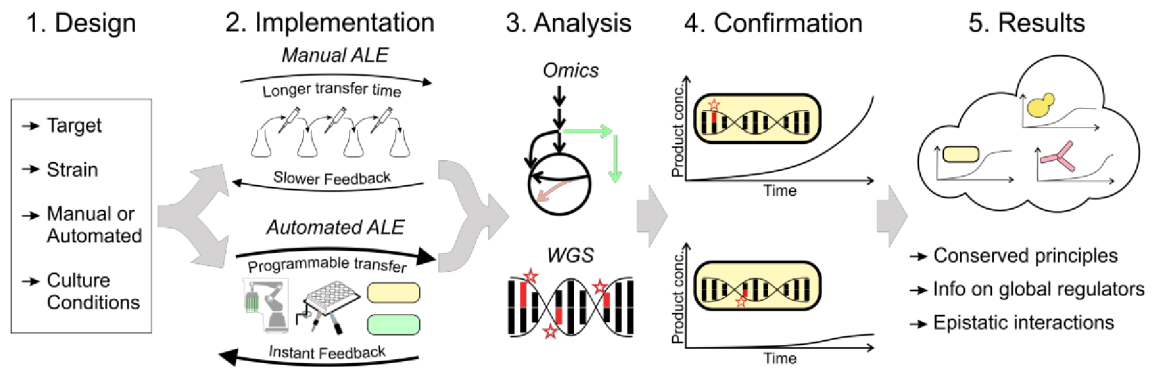 1. Design
→ Target
→ Strain
→ Manual or
Automated
→ Culture
Conditions
2. Implementation
Manual ALE
Longer transfer time
Slower Feedback
Automated ALE
Programmable transfer
Instant Feedback
3. Analysis
Omics
WGS
4. Confirmation
Product conc.
Time
Product conc.
Time
5. Results
→ Conserved principles
→ Info on global regulators
→ Epistatic interactions